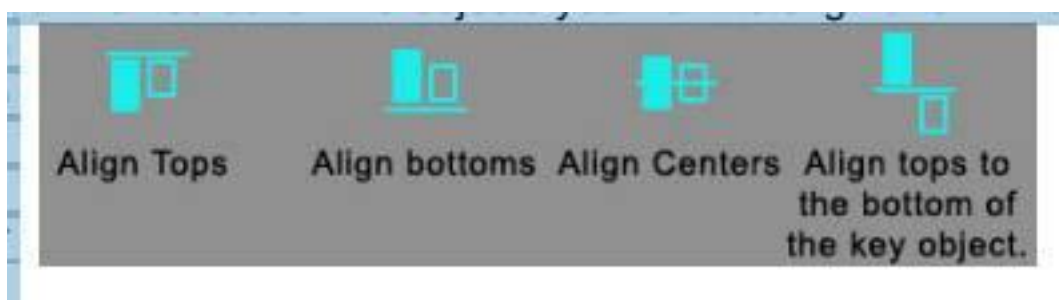 Align Tops
Align bottoms
Align Centers
Align tops to
the bottom of
the key object.